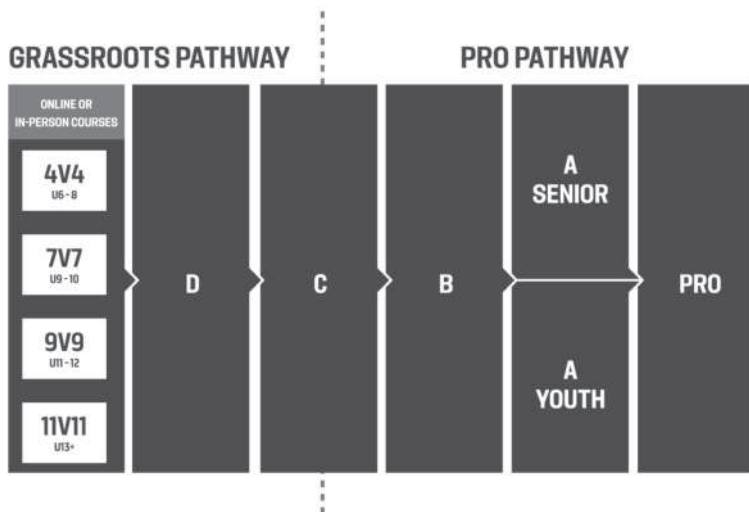 GRASSROOTS PATHWAY
PRO PATHWAY
ONLINE OR
IN-PERSON COURSES
4V4
U6-8
7V7
U9-10
9V9
U11-12
11V11
U13+
D
C
B
A
SENIOR
A
YOUTH
PRO